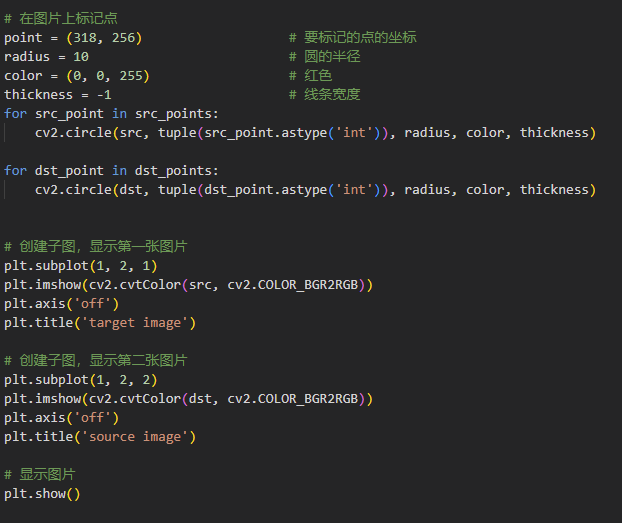 # 在图片上标记点
point = (318, 256) # 要标记的点的坐标
radius = 10 # 圆的半径
color = (0, 0, 255) # 红色
thickness = -1 # 线条宽度
for src_point in src_points:
cv2.circle(src, tuple(src_point.astype('int')), radius, color, thickness)
for dst_point in dst_points:
cv2.circle(dst, tuple(dst_point.astype('int')), radius, color, thickness)
# 创建子图，显示第一张图片
plt.subplot(1, 2, 1)
plt.imshow(cv2.cvtColor(src, cv2.COLOR_BGR2RGB))
plt.axis('off')
plt.title('target image')
# 创建子图，显示第二张图片
plt.subplot(1, 2, 2)
plt.imshow(cv2.cvtColor(dst, cv2.COLOR_BGR2RGB))
plt.axis('off')
plt.title('source image')
# 显示图片
plt.show()